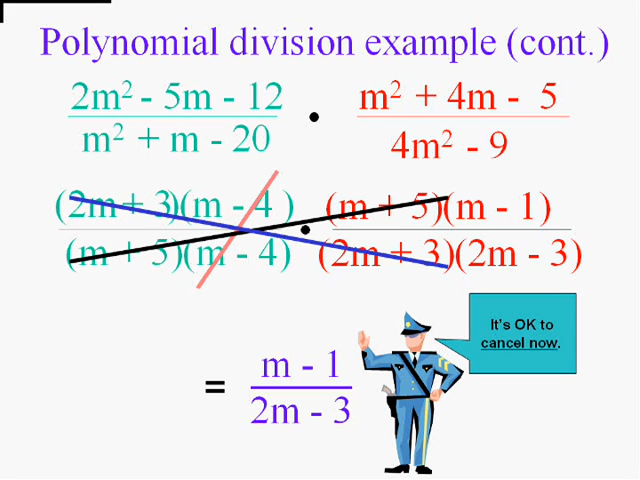 Polynomial division example (cont.)
2m² - 5m - 12
m² + m - 20
•
m² + 4m - 5
4m² - 9
(2m + 3)(m - 4 )
(m + 5)(m - 4)
•
(m + 5)(m - 1)
(2m + 3)(2m - 3)
It's OK to
cancel now.
=
m - 1
2m - 3